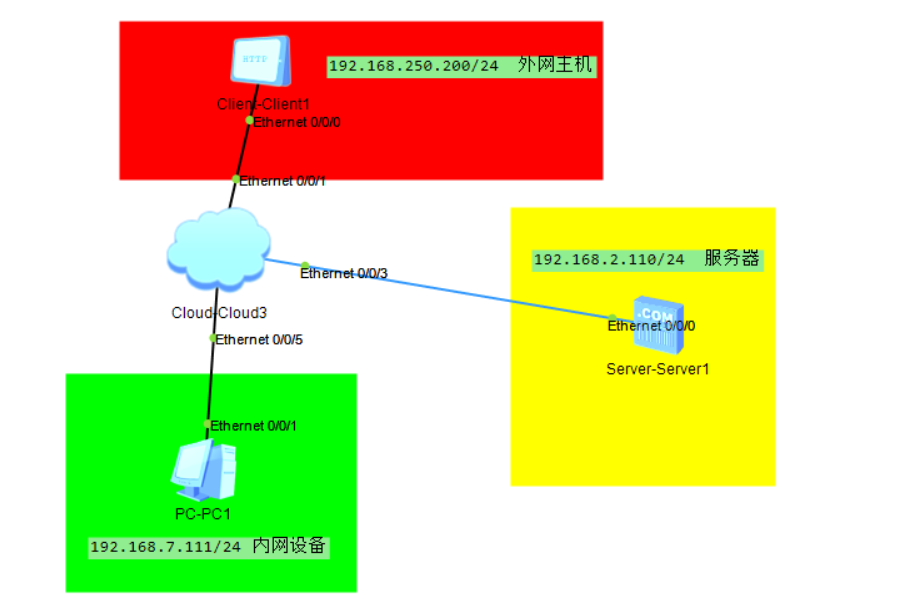 HTTP
192.168.250.200/24 外网主机
Client-Client1
Ethernet 0/0/0
Ethernet 0/0/1
192.168.2.110/24 服务器
Ethernet 0/0/3
Cloud-Cloud3
.COM
Ethernet 0/0/0
Ethernet 0/0/5
Server-Server1
Ethernet 0/0/1
PC-PC1
192.168.7.111/24 内网设备